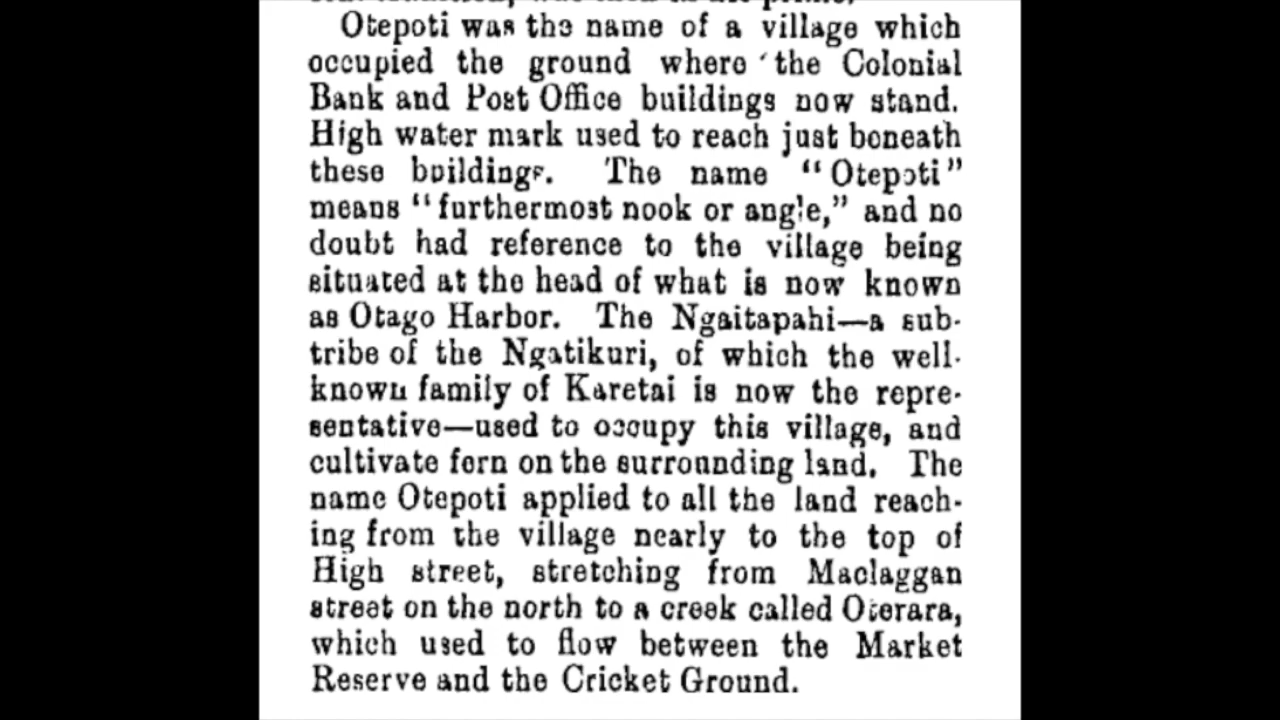 Otepoti was the name of a village which
occupied the ground where the Colonial
Bank and Post Office buildings now stand.
High water mark used to reach just beneath
these buildings. The name "Otepoti"
means "furthermost nook or angle," and no
doubt had reference to the village being
situated at the head of what is now known
as Otago Harbor. The Ngaitapahi—a sub-
tribe of the Ngatikuri, of which the well-
known family of Karetai is now the repre-
sentative—used to occupy this village, and
cultivate fern on the surrounding land. The
name Otepoti applied to all the land reach-
ing from the village nearly to the top of
High street, stretching from Maclaggan
street on the north to a creek called Oterara,
which used to flow between the Market
Reserve and the Cricket Ground.